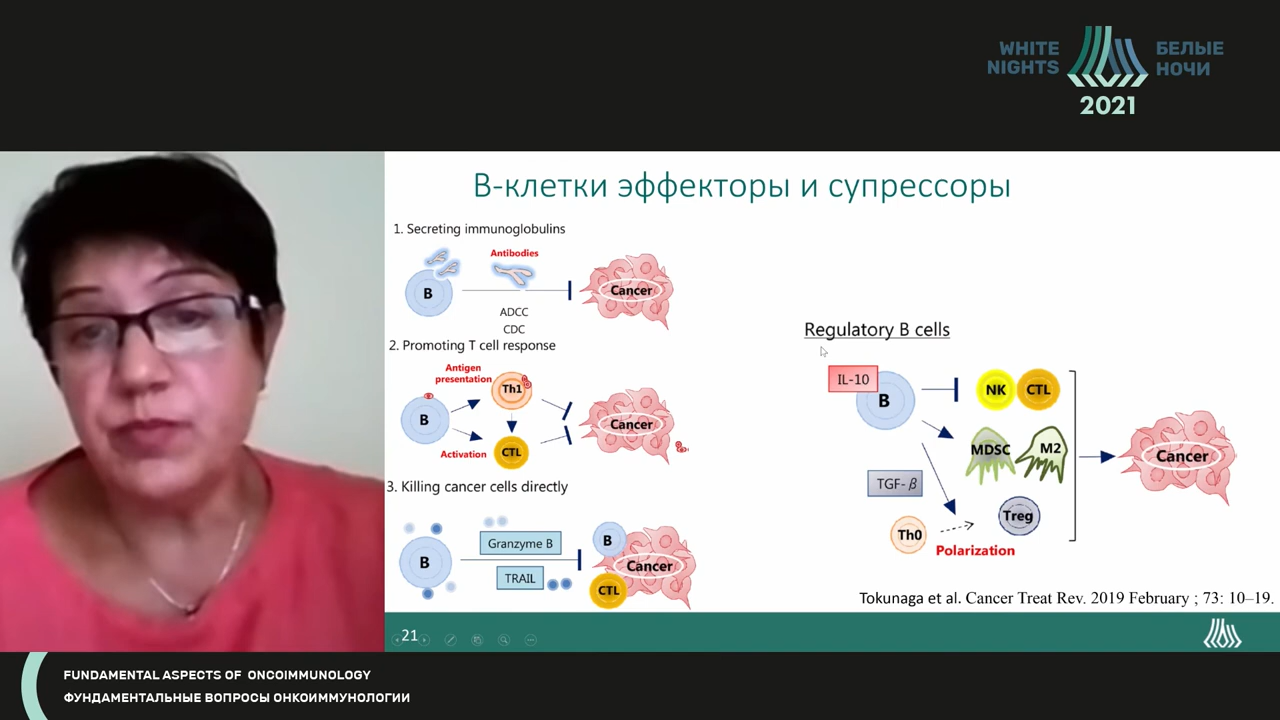 WHITE
NIGHTS
БЕЛЫЕ
НОЧИ
2021
В-клетки эффекторы и супрессоры
1. Secreting immunoglobulins
B
Antibodies
ADCC
CDC
Cancer
2. Promoting T cell response
Antigen
presentation
Th1
B
Activation
CTL
Cancer
3. Killing cancer cells directly
B
Granzyme B
TRAIL
B
CTL
Cancer
Regulatory B cells
IL-10
B
NK
CTL
MDSC
M2
TGF- β
Th0
Treg
Polarization
Cancer
Tokunaga et al. Cancer Treat Rev. 2019 February ; 73: 10–19.
21
FUNDAMENTAL ASPECTS OF ONCOIMMUNOLOGY
ФУНДАМЕНТАЛЬНЫЕ ВОПРОСЫ ОНКОИММУНОЛОГИИ